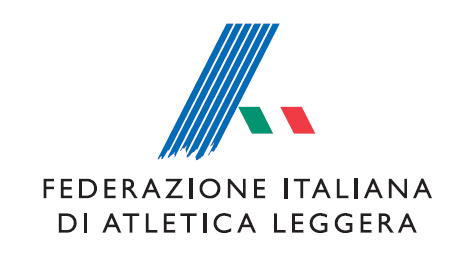 FEDERAZIONE ITALIANA
DI ATLETICA LEGGERA